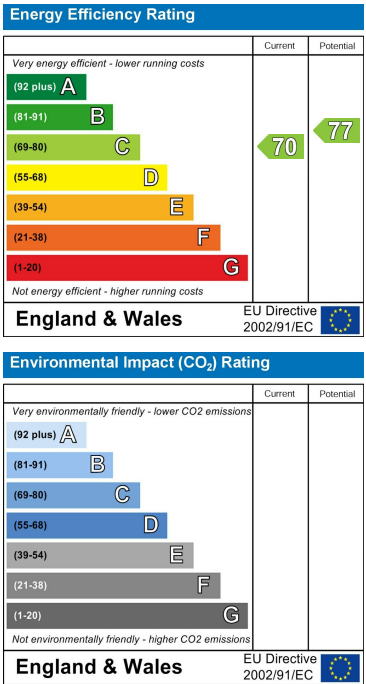 Energy Efficiency Rating
Current Potential
Very energy efficient - lower running costs
(92 plus) A
(81-91) B
(69-80) C
(55-68) D
(39-54) E
(21-38) F
(1-20) G
70
77
Not energy efficient - higher running costs
England & Wales
EU Directive
2002/91/EC
Environmental Impact (CO₂) Rating
Current Potential
Very environmentally friendly - lower CO2 emissions
(92 plus) A
(81-91) B
(69-80) C
(55-68) D
(39-54) E
(21-38) F
(1-20) G
Not environmentally friendly - higher CO2 emissions
England & Wales
EU Directive
2002/91/EC